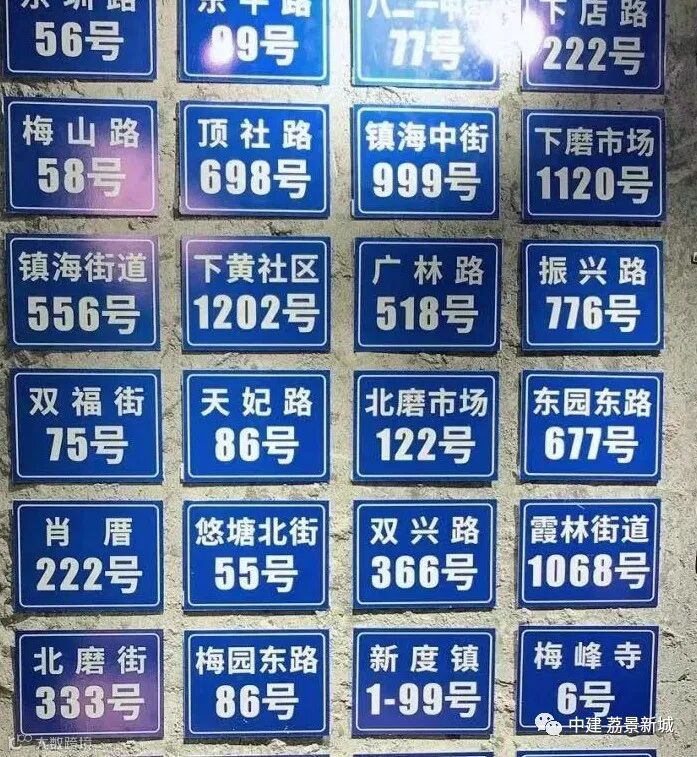 56号
99号
77号
下店路
222号
梅山路
58号
顶社路
698号
镇海中街
999号
下磨市场
1120号
镇海街道
556号
下黄社区
1202号
广林路
518号
振兴路
776号
双福街
75号
天妃路
86号
北磨市场
122号
东园东路
677号
肖厝
222号
悠塘北街
55号
双兴路
366号
霞林街道
1068号
北磨街
333号
梅园东路
86号
新度镇
1-99号
梅峰寺
6号
中建 荔景新城
大数跨境